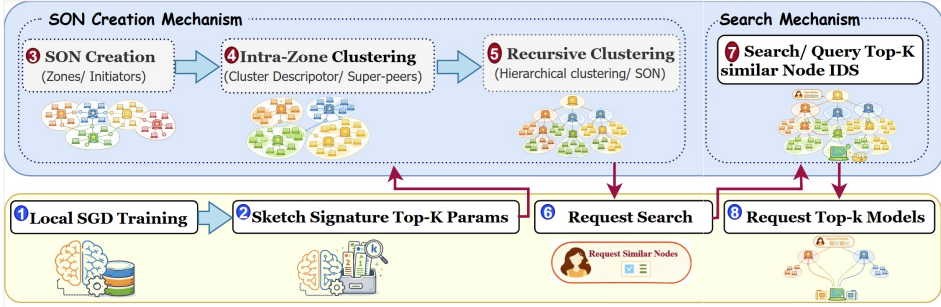 SON Creation Mechanism
Search Mechanism
3 SON Creation
(Zones/ Initiators)
4 Intra-Zone Clustering
(Cluster Descripotor/ Super-peers)
5 Recursive Clustering
(Hierarchical clustering/ SON)
7 Search/ Query Top-K
similar Node IDS
1 Local SGD Training
2 Sketch Signature Top-K Params
6 Request Search
8 Request Top-k Models
k
Request Similar Nodes